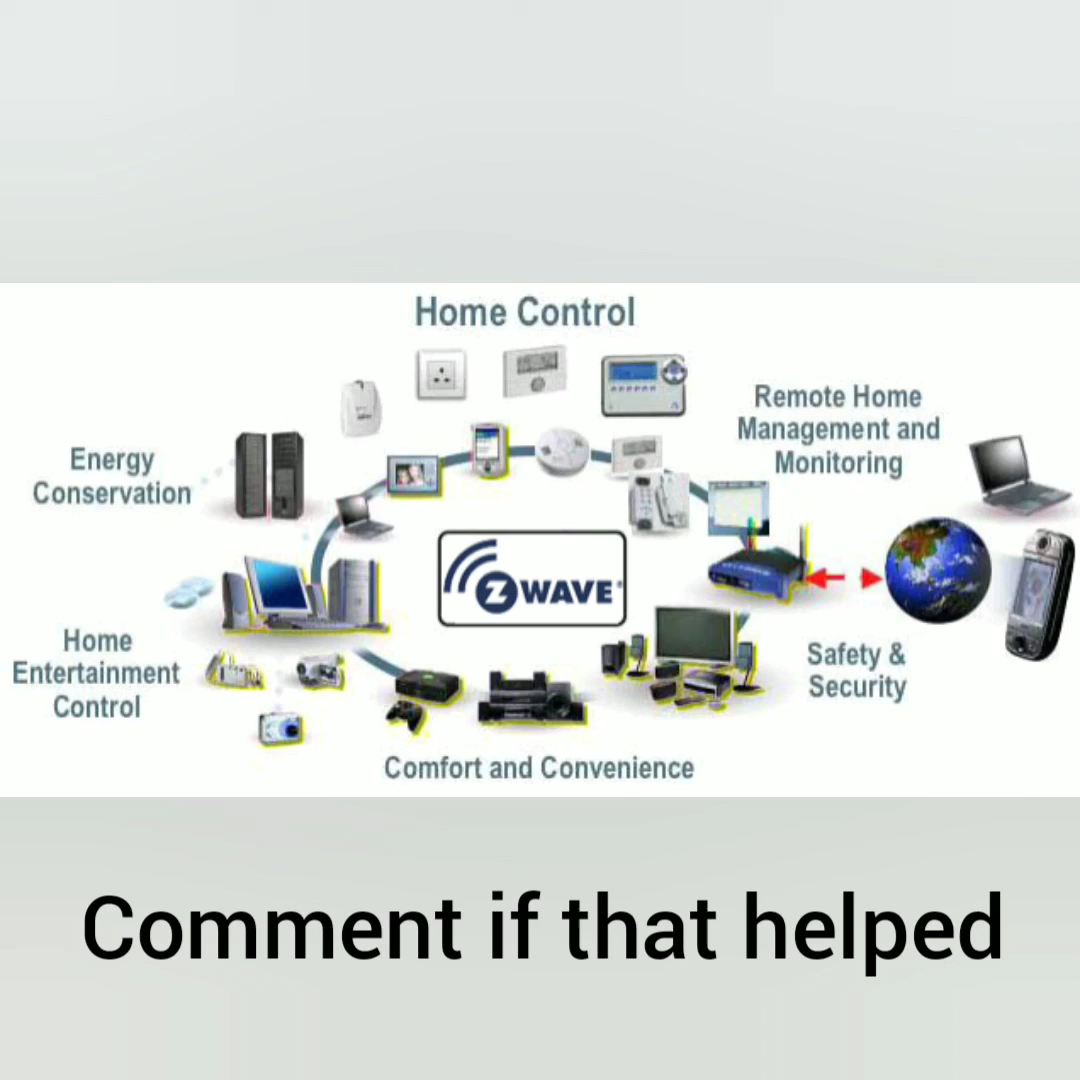 Home Control
Remote Home
Management and
Monitoring
Energy
Conservation
Z WAVE
Home
Entertainment
Control
Safety &
Security
Comfort and Convenience
Comment if that helped